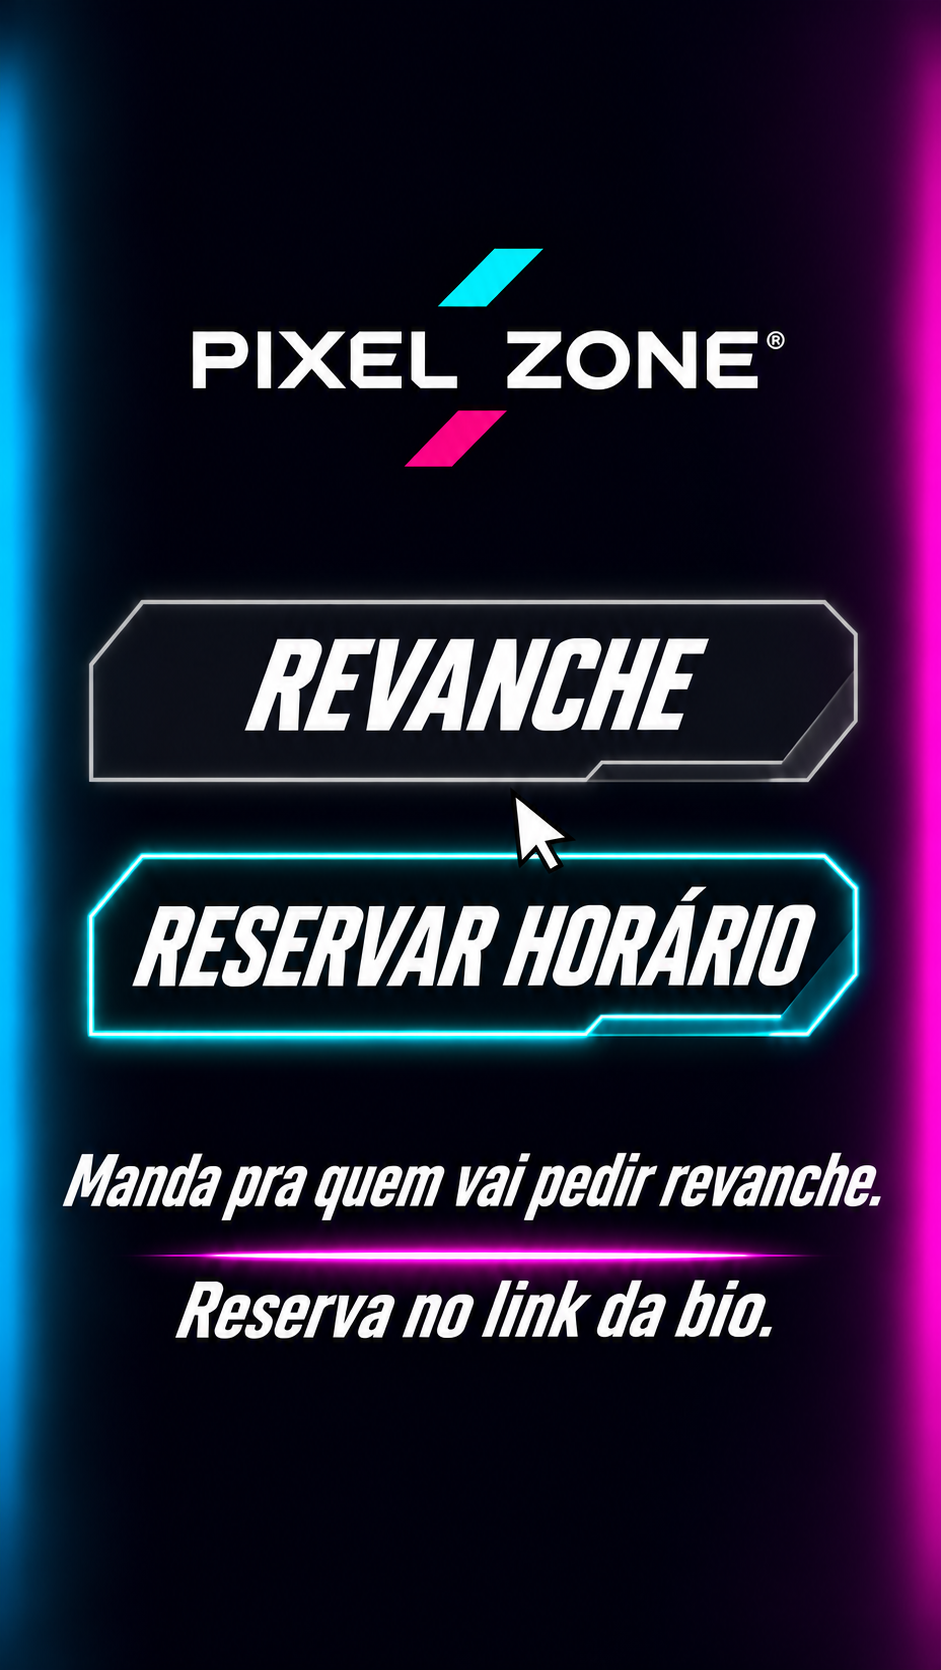 PIXEL ZONE®
REVANCHE
RESERVAR HORÁRIO
Manda pra quem vai pedir revanche.
Reserva no link da bio.